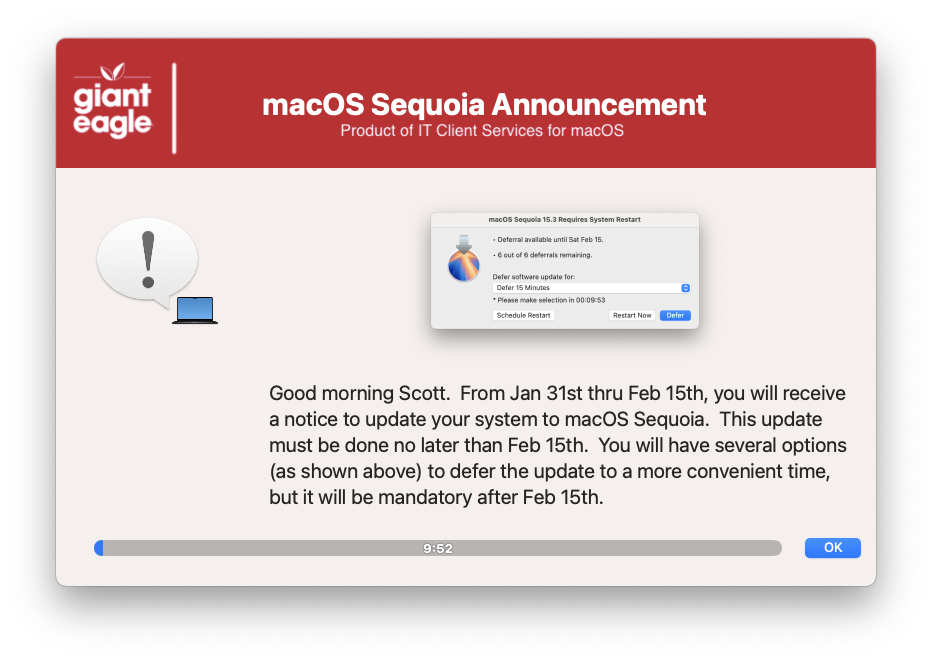 giant
eagle
macOS Sequoia Announcement
Product of IT Client Services for macOS
macOS Sequoia 15.3 Requires System Restart
• Deferral available until Sat Feb 15.
• 6 out of 6 deferrals remaining.
Defer software update for:
Defer 15 Minutes
* Please make selection in 00:09:53
Schedule Restart Restart Now Defer
Good morning Scott.  From Jan 31st thru Feb 15th, you will receive
a notice to update your system to macOS Sequoia.  This update
must be done no later than Feb 15th.  You will have several options
(as shown above) to defer the update to a more convenient time,
but it will be mandatory after Feb 15th.
9:52 OK